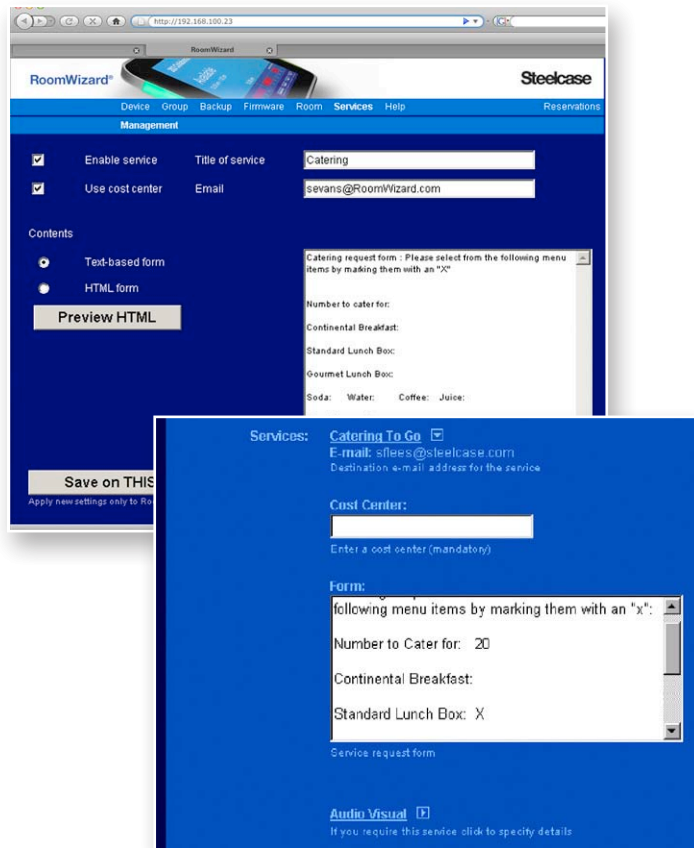 http://192.168.100.23
RoomWizard
RoomWizard®
Steelcase
Device Group Backup Firmware Room Services Help Reservations
Management
Enable service Title of service Catering
Use cost center Email sevans@RoomWizard.com
Contents
Text-based form
HTML form
Preview HTML
Catering request form : Please select from the following menu
items by marking them with an "X"
Number to cater for:
Continental Breakfast:
Standard Lunch Box:
Gourmet Lunch Box:
Soda: Water: Coffee: Juice:
Save on THIS
Apply new settings only to
Services: Catering To Go
E-mail: sflees@steelcase.com
Destination e-mail address for the service
Cost Center:
Enter a cost center (mandatory)
Form:
following menu items by marking them with an "x":
Number to Cater for: 20
Continental Breakfast:
Standard Lunch Box: X
Service request form
Audio Visual
If you require this service click to specify details